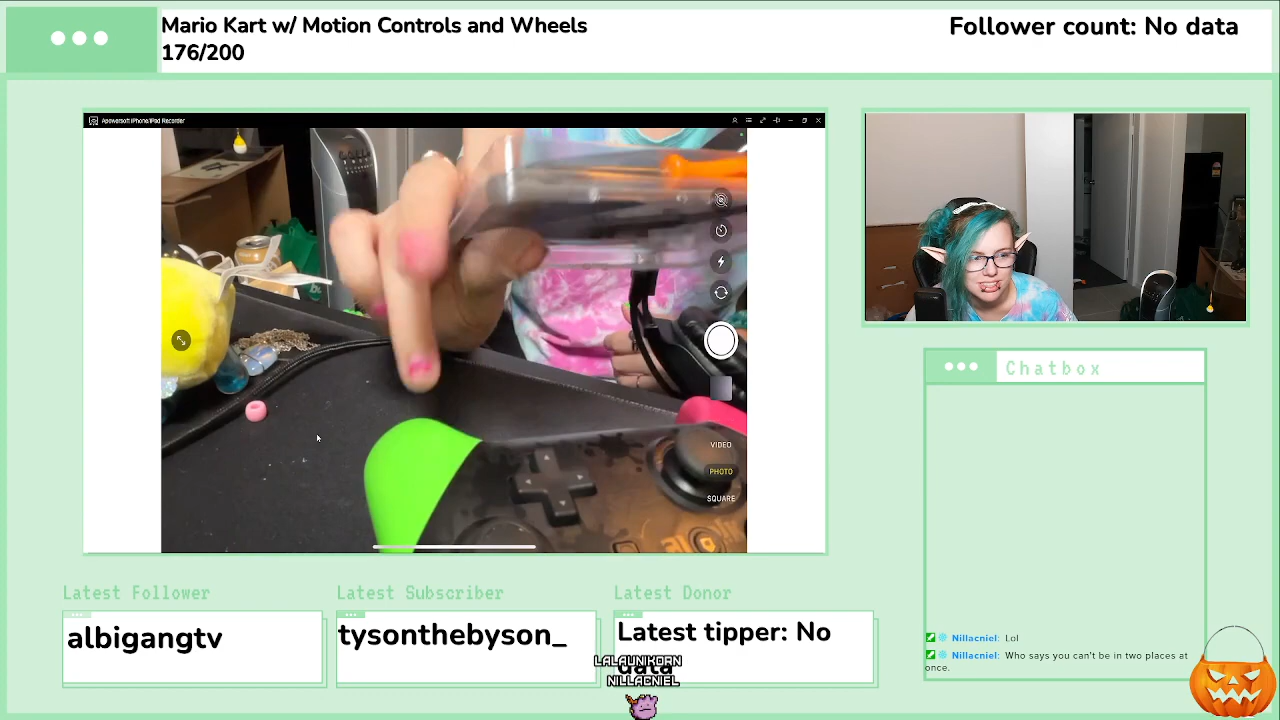 Mario Kart w/ Motion Controls and Wheels
176/200
Follower count: No data
Apowersoft iPhone/iPad Recorder
VIDEO
PHOTO
SQUARE
Chatbox
Nillacniel: Lol
Nillacniel: Who says you can't be in two places at
once.
Latest Follower
albigangtv
Latest Subscriber
tysonthebyson_
Latest Donor
Latest tipper: No
data
LALAUNIKORN
NILLACNIEL